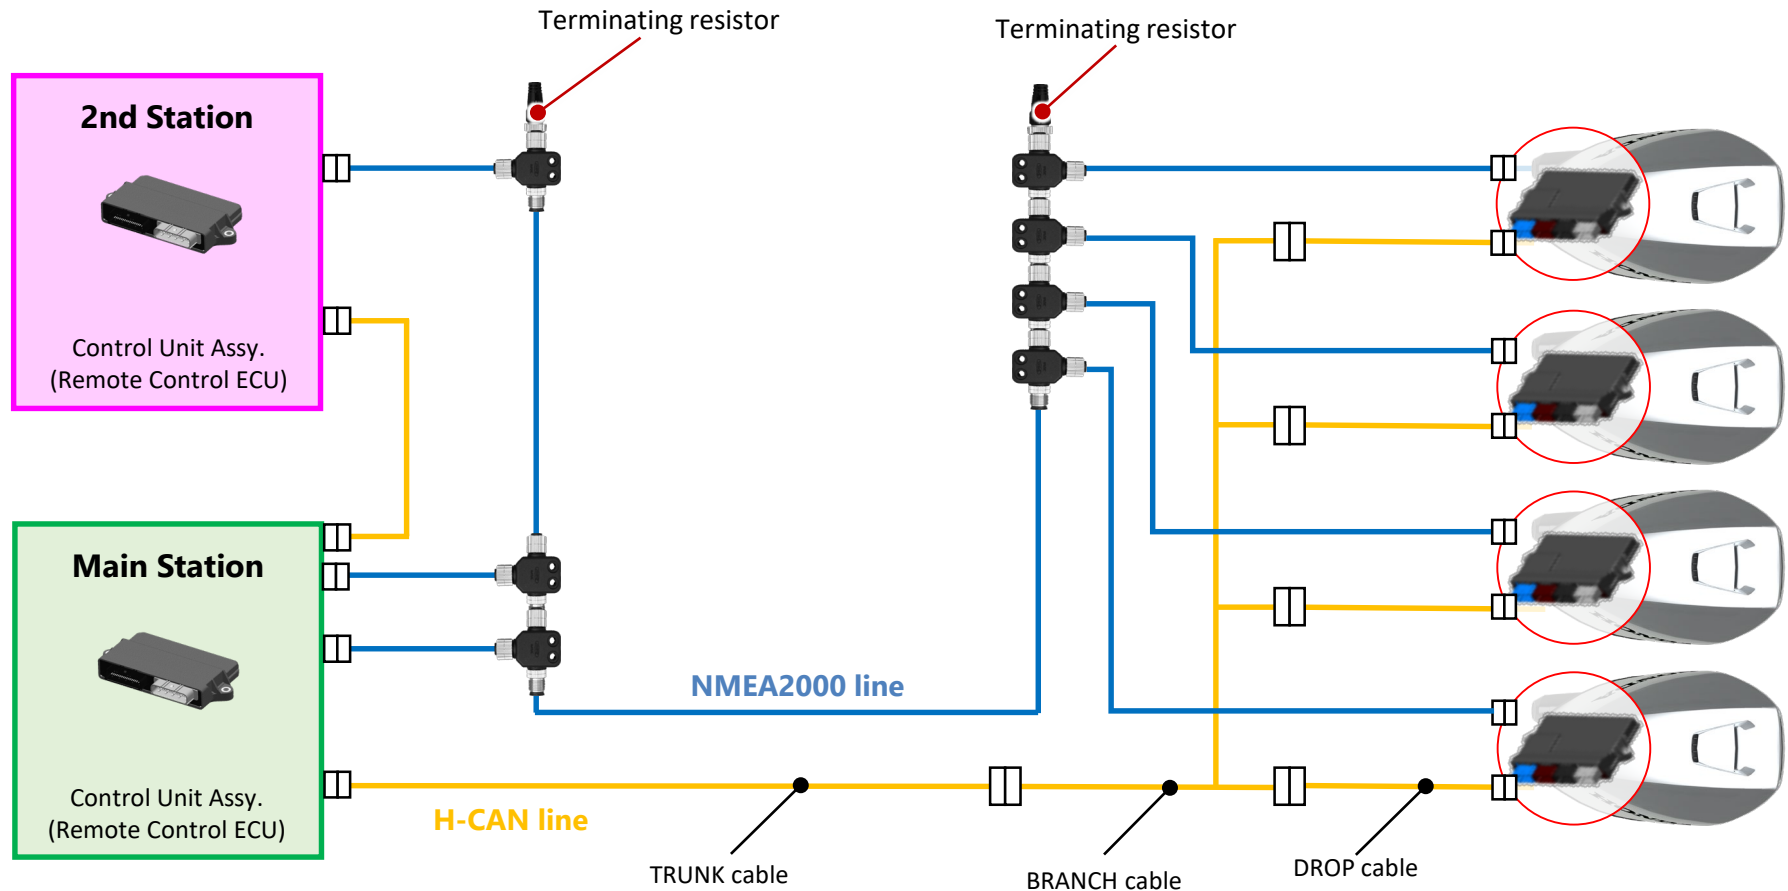 Terminating resistor
Terminating resistor
2nd Station
Control Unit Assy.
(Remote Control ECU)
Main Station
Control Unit Assy.
(Remote Control ECU)
NMEA2000 line
H-CAN line
TRUNK cable
BRANCH cable
DROP cable